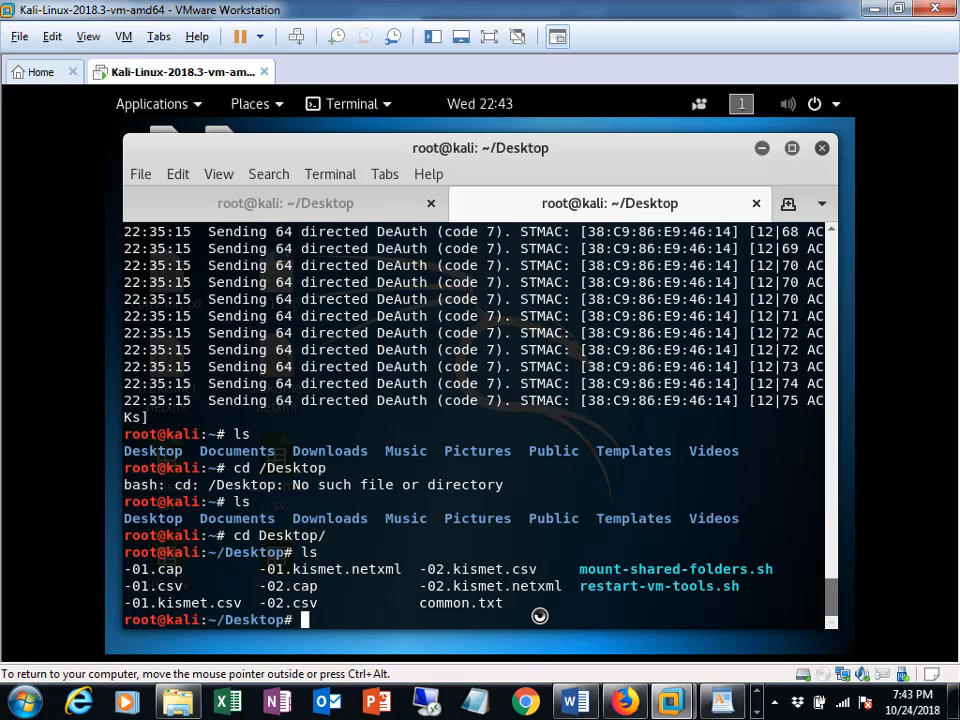 Kali-Linux-2018.3-vm-amd64 - VMware Workstation
File Edit View VM Tabs Help
Home Kali-Linux-2018.3-vm-am...
Applications Places Terminal Wed 22:43 1
root@kali: ~/Desktop
File Edit View Search Terminal Tabs Help
root@kali: ~/Desktop root@kali: ~/Desktop
22:35:15 Sending 64 directed DeAuth (code 7). STMAC: [38:C9:86:E9:46:14] [12|68 AC
22:35:15 Sending 64 directed DeAuth (code 7). STMAC: [38:C9:86:E9:46:14] [12|69 AC
22:35:15 Sending 64 directed DeAuth (code 7). STMAC: [38:C9:86:E9:46:14] [12|70 AC
22:35:15 Sending 64 directed DeAuth (code 7). STMAC: [38:C9:86:E9:46:14] [12|70 AC
22:35:15 Sending 64 directed DeAuth (code 7). STMAC: [38:C9:86:E9:46:14] [12|70 AC
22:35:15 Sending 64 directed DeAuth (code 7). STMAC: [38:C9:86:E9:46:14] [12|71 AC
22:35:15 Sending 64 directed DeAuth (code 7). STMAC: [38:C9:86:E9:46:14] [12|72 AC
22:35:15 Sending 64 directed DeAuth (code 7). STMAC: [38:C9:86:E9:46:14] [12|72 AC
22:35:15 Sending 64 directed DeAuth (code 7). STMAC: [38:C9:86:E9:46:14] [12|73 AC
22:35:15 Sending 64 directed DeAuth (code 7). STMAC: [38:C9:86:E9:46:14] [12|74 AC
22:35:15 Sending 64 directed DeAuth (code 7). STMAC: [38:C9:86:E9:46:14] [12|75 AC
Ks]
root@kali:~# ls
Desktop Documents Downloads Music Pictures Public Templates Videos
root@kali:~# cd /Desktop
bash: cd: /Desktop: No such file or directory
root@kali:~# ls
Desktop Documents Downloads Music Pictures Public Templates Videos
root@kali:~# cd Desktop/
root@kali:~/Desktop# ls
-01.cap -01.kismet.netxml -02.kismet.csv mount-shared-folders.sh
-01.csv -02.cap -02.kismet.netxml restart-vm-tools.sh
-01.kismet.csv -02.csv common.txt
root@kali:~/Desktop#
To return to your computer, move the mouse pointer outside or press Ctrl+Alt.
7:43 PM
10/24/2018